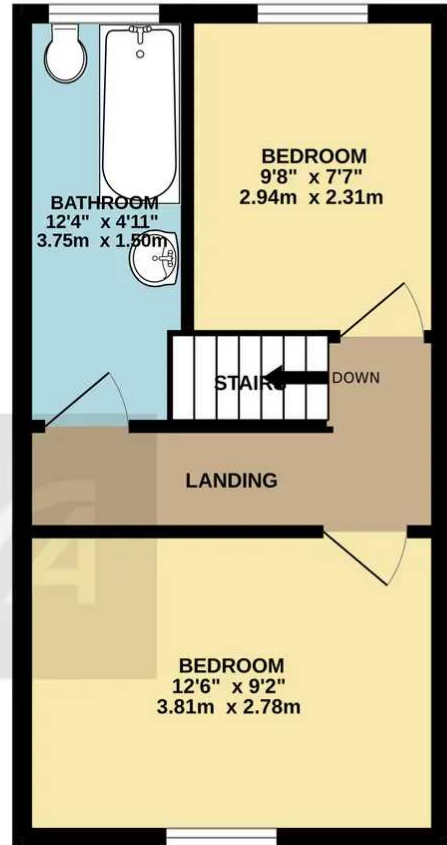 BEDROOM
9'8" x 7'7"
2.94m x 2.31m
BATHROOM
12'4" x 4'11"
3.75m x 1.50m
STAIRS
DOWN
LANDING
BEDROOM
12'6" x 9'2"
3.81m x 2.78m